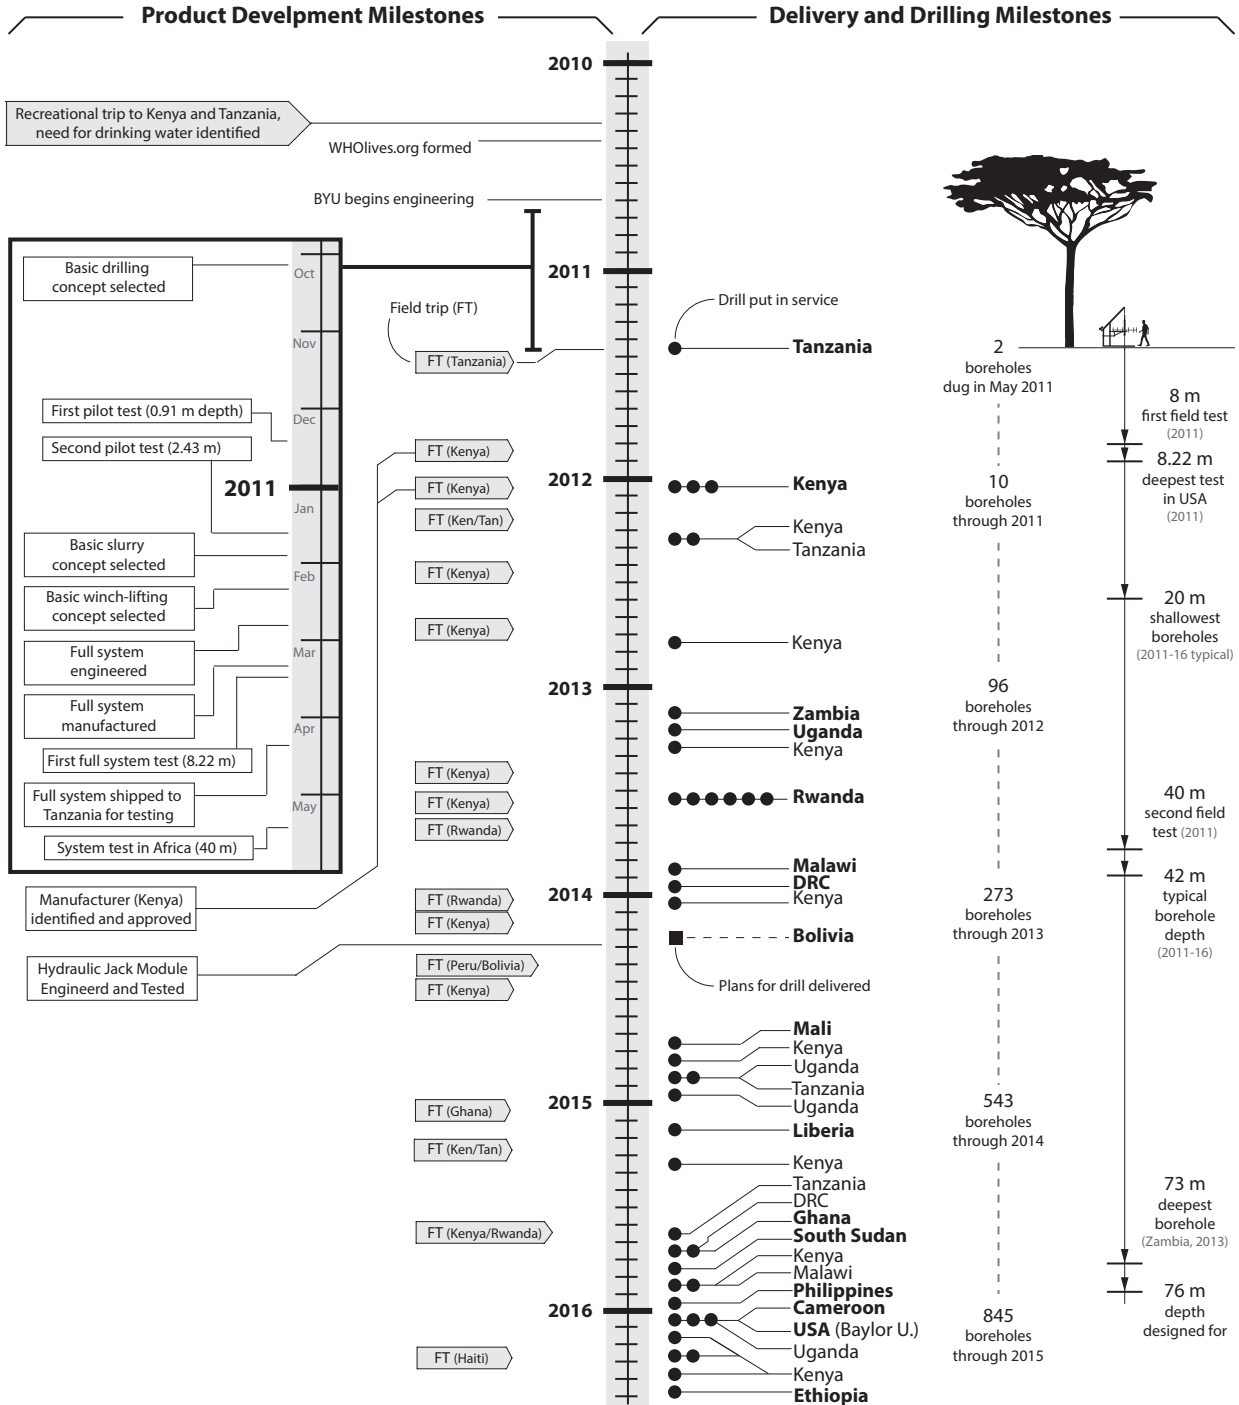 Product Develpment Milestones
Delivery and Drilling Milestones
2010
Recreational trip to Kenya and Tanzania,
need for drinking water identified
WHOlives.org formed
BYU begins engineering
Basic drilling
concept selected
Oct
Nov
First pilot test (0.91 m depth)
Dec
Second pilot test (2.43 m)
2011
Jan
Basic slurry
concept selected
Feb
Basic winch-lifting
concept selected
Full system
engineered
Mar
Full system
manufactured
Apr
First full system test (8.22 m)
Full system shipped to
Tanzania for testing
May
System test in Africa (40 m)
Manufacturer (Kenya)
identified and approved
Hydraulic Jack Module
Engineerd and Tested
Field trip (FT)
FT (Tanzania)
FT (Kenya)
FT (Kenya)
FT (Ken/Tan)
FT (Kenya)
FT (Kenya)
FT (Kenya)
FT (Kenya)
FT (Rwanda)
FT (Rwanda)
FT (Kenya)
FT (Peru/Bolivia)
FT (Kenya)
FT (Ghana)
FT (Ken/Tan)
FT (Kenya/Rwanda)
FT (Haiti)
2011
2012
2013
2014
2015
2016
Drill put in service
Tanzania
Kenya
Kenya
Tanzania
Kenya
Zambia
Uganda
Kenya
Rwanda
Malawi
DRC
Kenya
Bolivia
Plans for drill delivered
Mali
Kenya
Uganda
Tanzania
Uganda
Liberia
Kenya
Tanzania
DRC
Ghana
South Sudan
Kenya
Malawi
Philippines
Cameroon
USA (Baylor U.)
Uganda
Kenya
Ethiopia
2
boreholes
dug in May 2011
10
boreholes
through 2011
96
boreholes
through 2012
273
boreholes
through 2013
543
boreholes
through 2014
845
boreholes
through 2015
8 m
first field test
(2011)
8.22 m
deepest test
in USA
(2011)
20 m
shallowest
boreholes
(2011-16 typical)
40 m
second field
test (2011)
42 m
typical
borehole
depth
(2011-16)
73 m
deepest
borehole
(Zambia, 2013)
76 m
depth
designed for